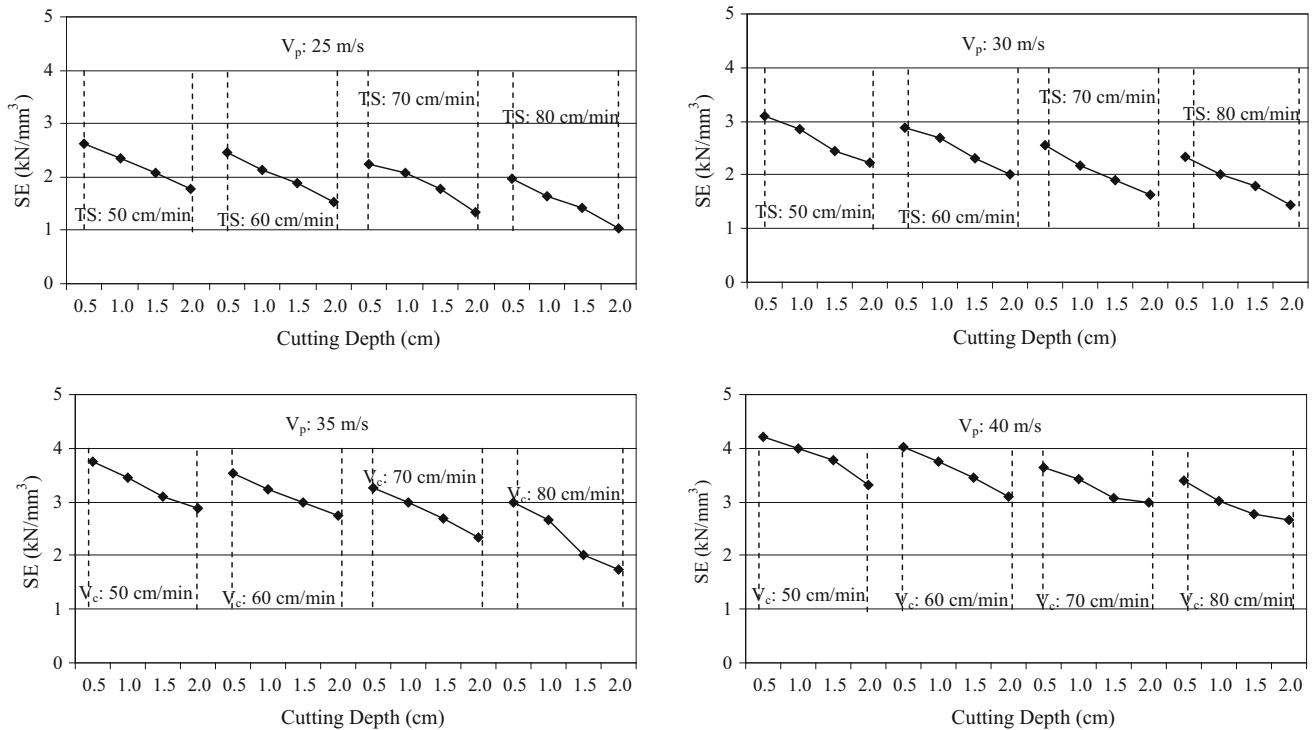 5
V_p: 25 m/s
4
TS: 70 cm/min
TS: 80 cm/min
3
2
TS: 50 cm/min
TS: 60 cm/min
1
0
SE (kN/mm³)
0.5 1.0 1.5 2.0 0.5 1.0 1.5 2.0 0.5 1.0 1.5 2.0 0.5 1.0 1.5 2.0
Cutting Depth (cm)
5
V_p: 30 m/s
4
TS: 70 cm/min
TS: 80 cm/min
3
2
TS: 50 cm/min
TS: 60 cm/min
1
0
SE (kN/mm³)
0.5 1.0 1.5 2.0 0.5 1.0 1.5 2.0 0.5 1.0 1.5 2.0 0.5 1.0 1.5 2.0
Cutting Depth (cm)
5
V_p: 35 m/s
4
V_c: 70 cm/min
V_c: 80 cm/min
3
2
V_c: 50 cm/min
V_c: 60 cm/min
1
0
SE (kN/mm³)
0.5 1.0 1.5 2.0 0.5 1.0 1.5 2.0 0.5 1.0 1.5 2.0 0.5 1.0 1.5 2.0
Cutting Depth (cm)
5
V_p: 40 m/s
4
3
2
V_c: 50 cm/min
V_c: 60 cm/min
V_c: 70 cm/min
V_c: 80 cm/min
1
0
SE (kN/mm³)
0.5 1.0 1.5 2.0 0.5 1.0 1.5 2.0 0.5 1.0 1.5 2.0 0.5 1.0 1.5 2.0
Cutting Depth (cm)